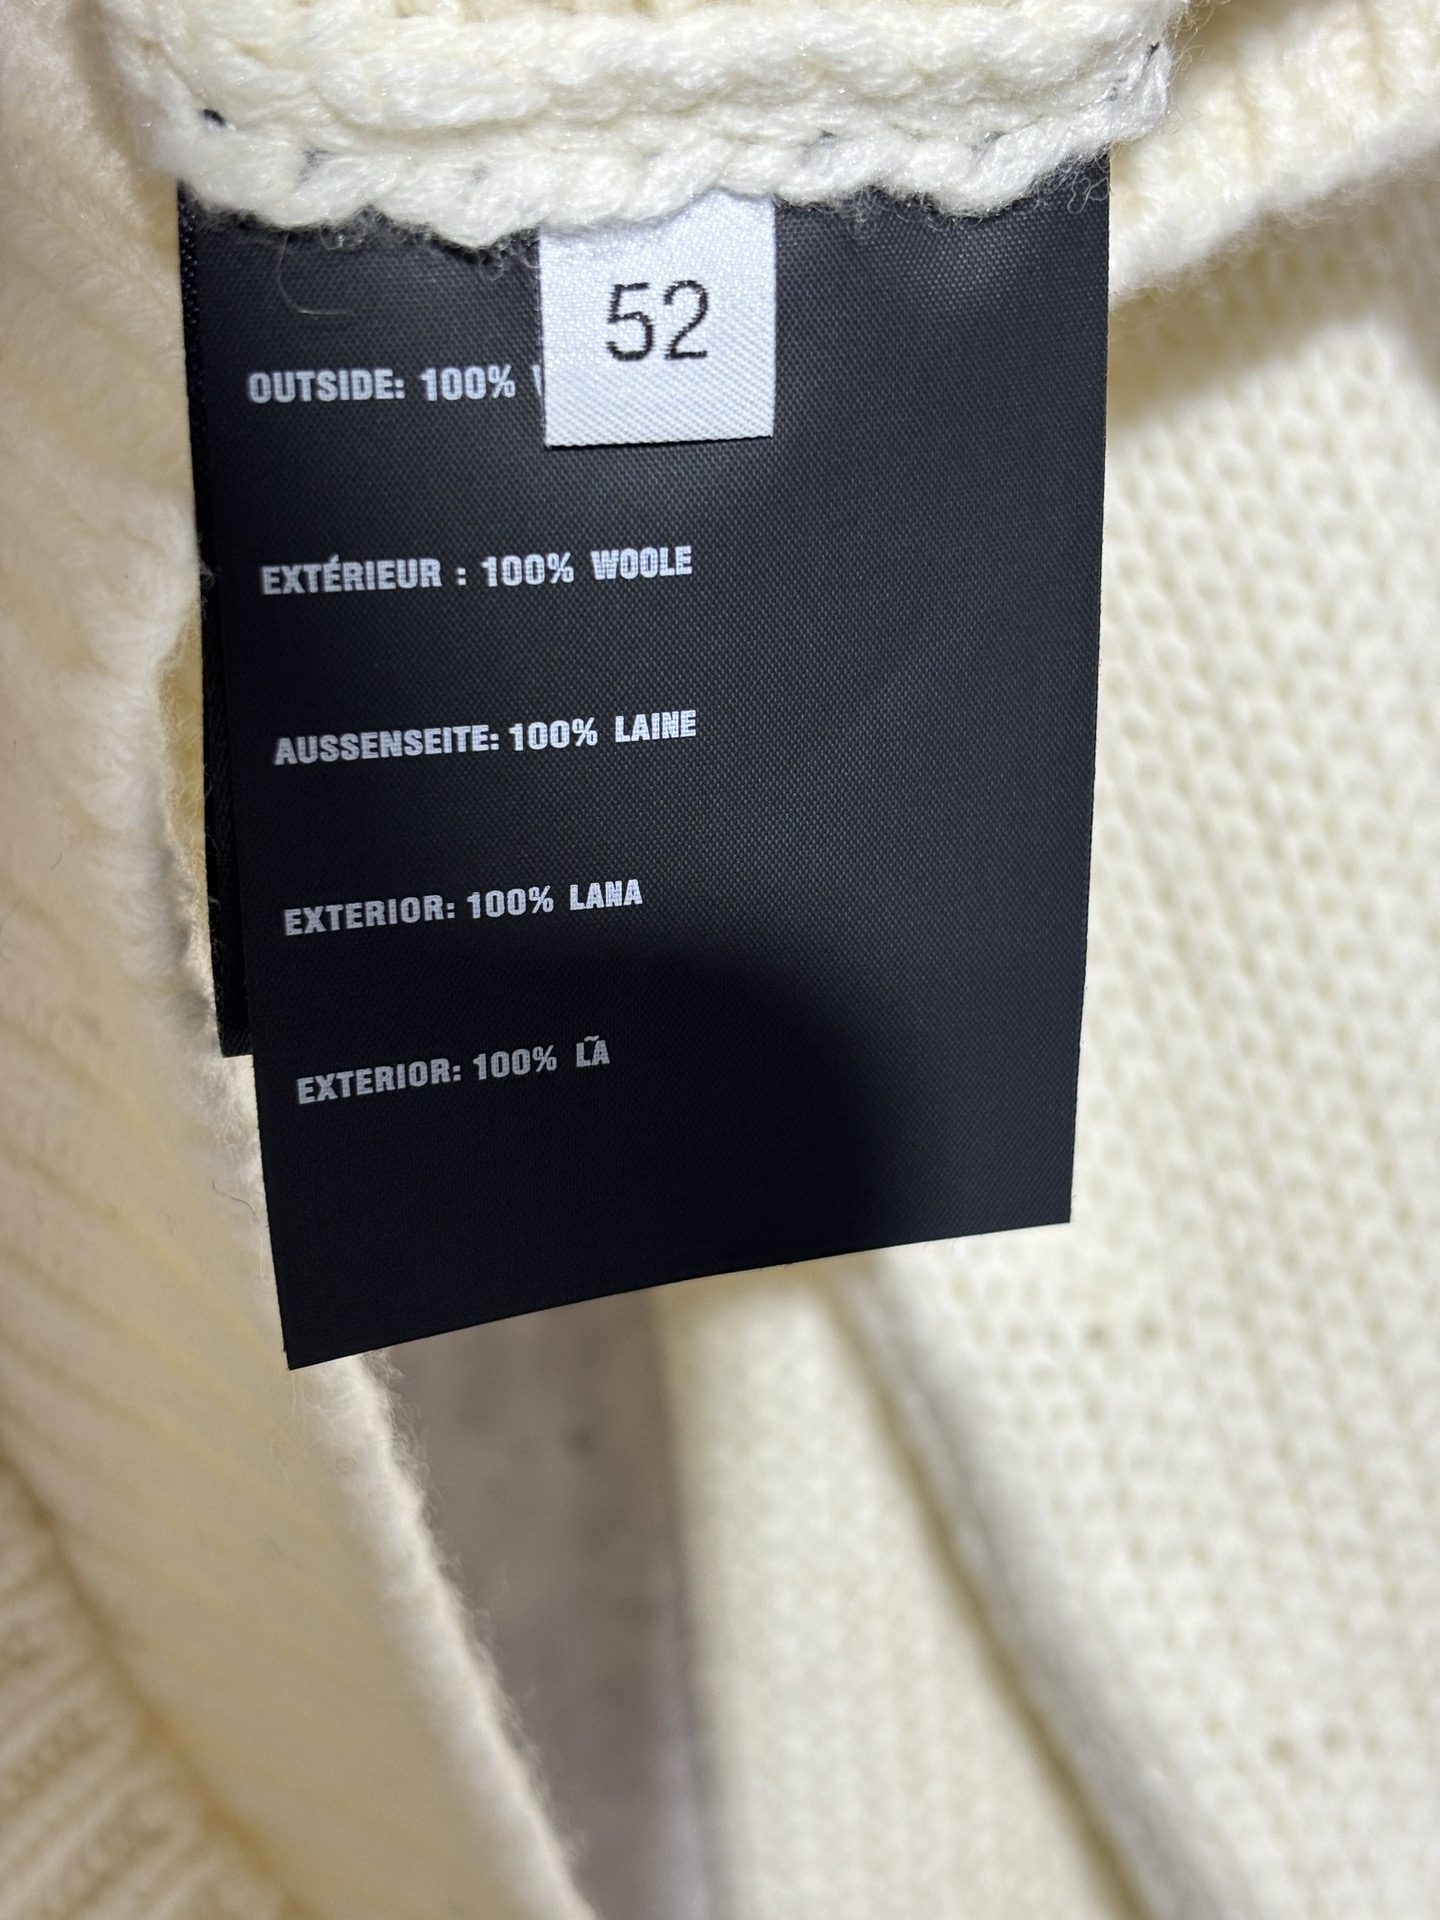 52
OUTSIDE: 100%
EXTÉRIEUR : 100% WOOLE
AUSSENSEITE: 100% LAINE
EXTERIOR: 100% LANA
EXTERIOR: 100% LÃ